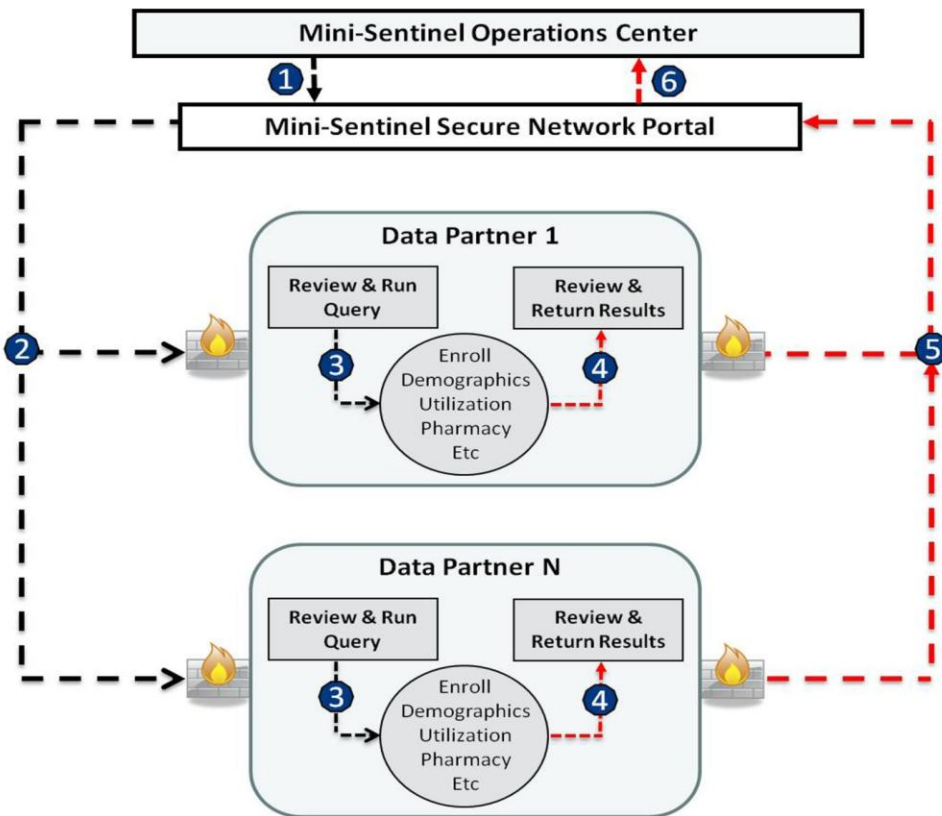 Mini-Sentinel Operations Center
1
6
Mini-Sentinel Secure Network Portal
Data Partner 1
Review & Run
Query
Review &
Return Results
2
3
Enroll
Demographics
Utilization
Pharmacy
Etc
4
5
Data Partner N
Review & Run
Query
Review &
Return Results
3
Enroll
Demographics
Utilization
Pharmacy
Etc
4